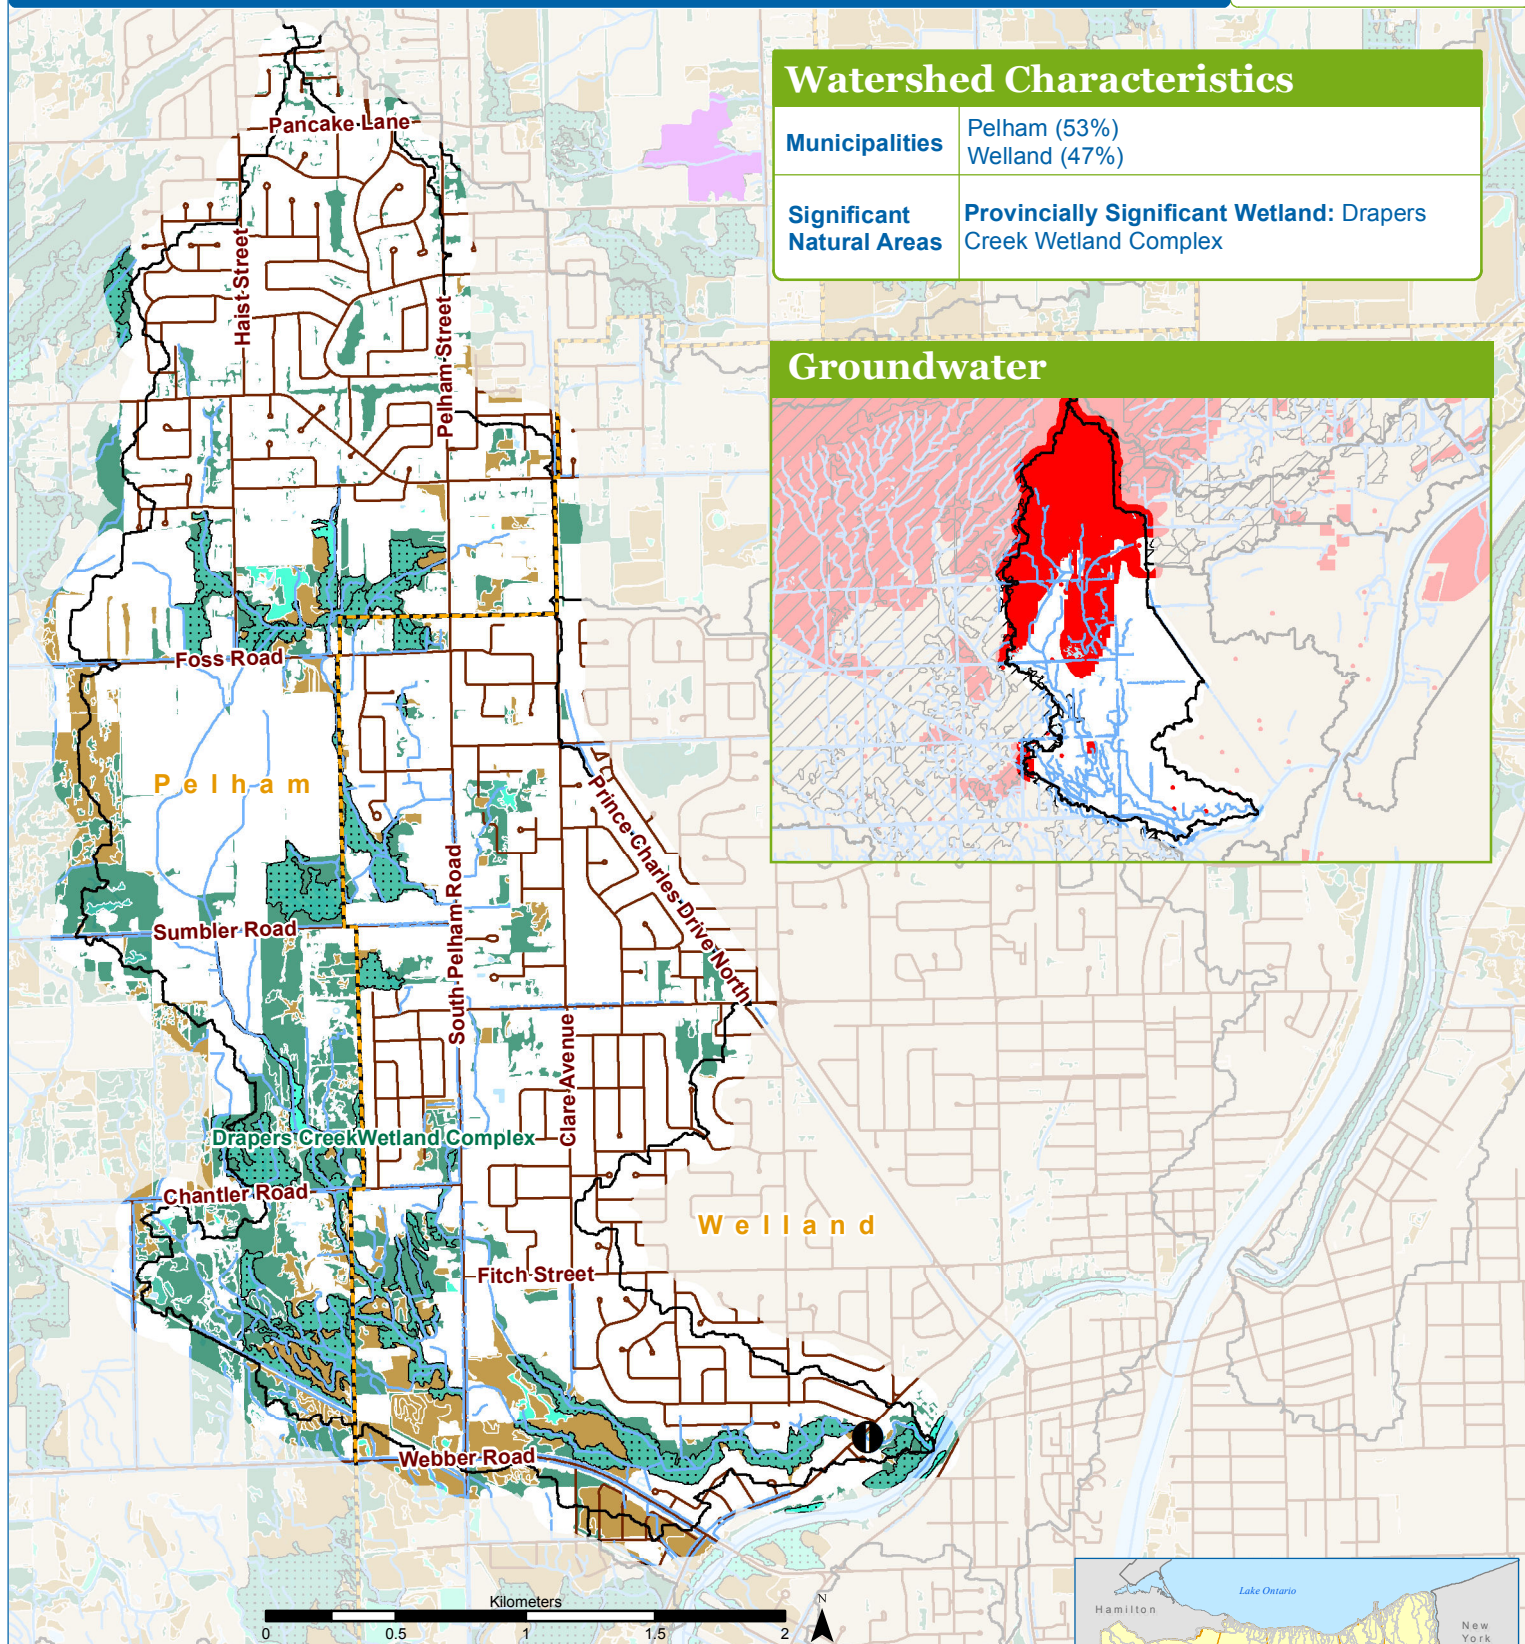 Watershed Characteristics
Municipalities
Pelham (53%)
Welland (47%)
Significant
Natural Areas
Provincially Significant Wetland: Drapers
Creek Wetland Complex
Groundwater
Pancake Lane
Haist Street
Pelham Street
Foss Road
Pelham
Prince Charles Drive North
South Pelham Road
Sumbler Road
Clare Avenue
Drapers CreekWetland Complex
Chantler Road
Welland
Fitch Street
Webber Road
Kilometers
0 0.5 1 1.5 2
N
Lake Ontario
Hamilton
New
York